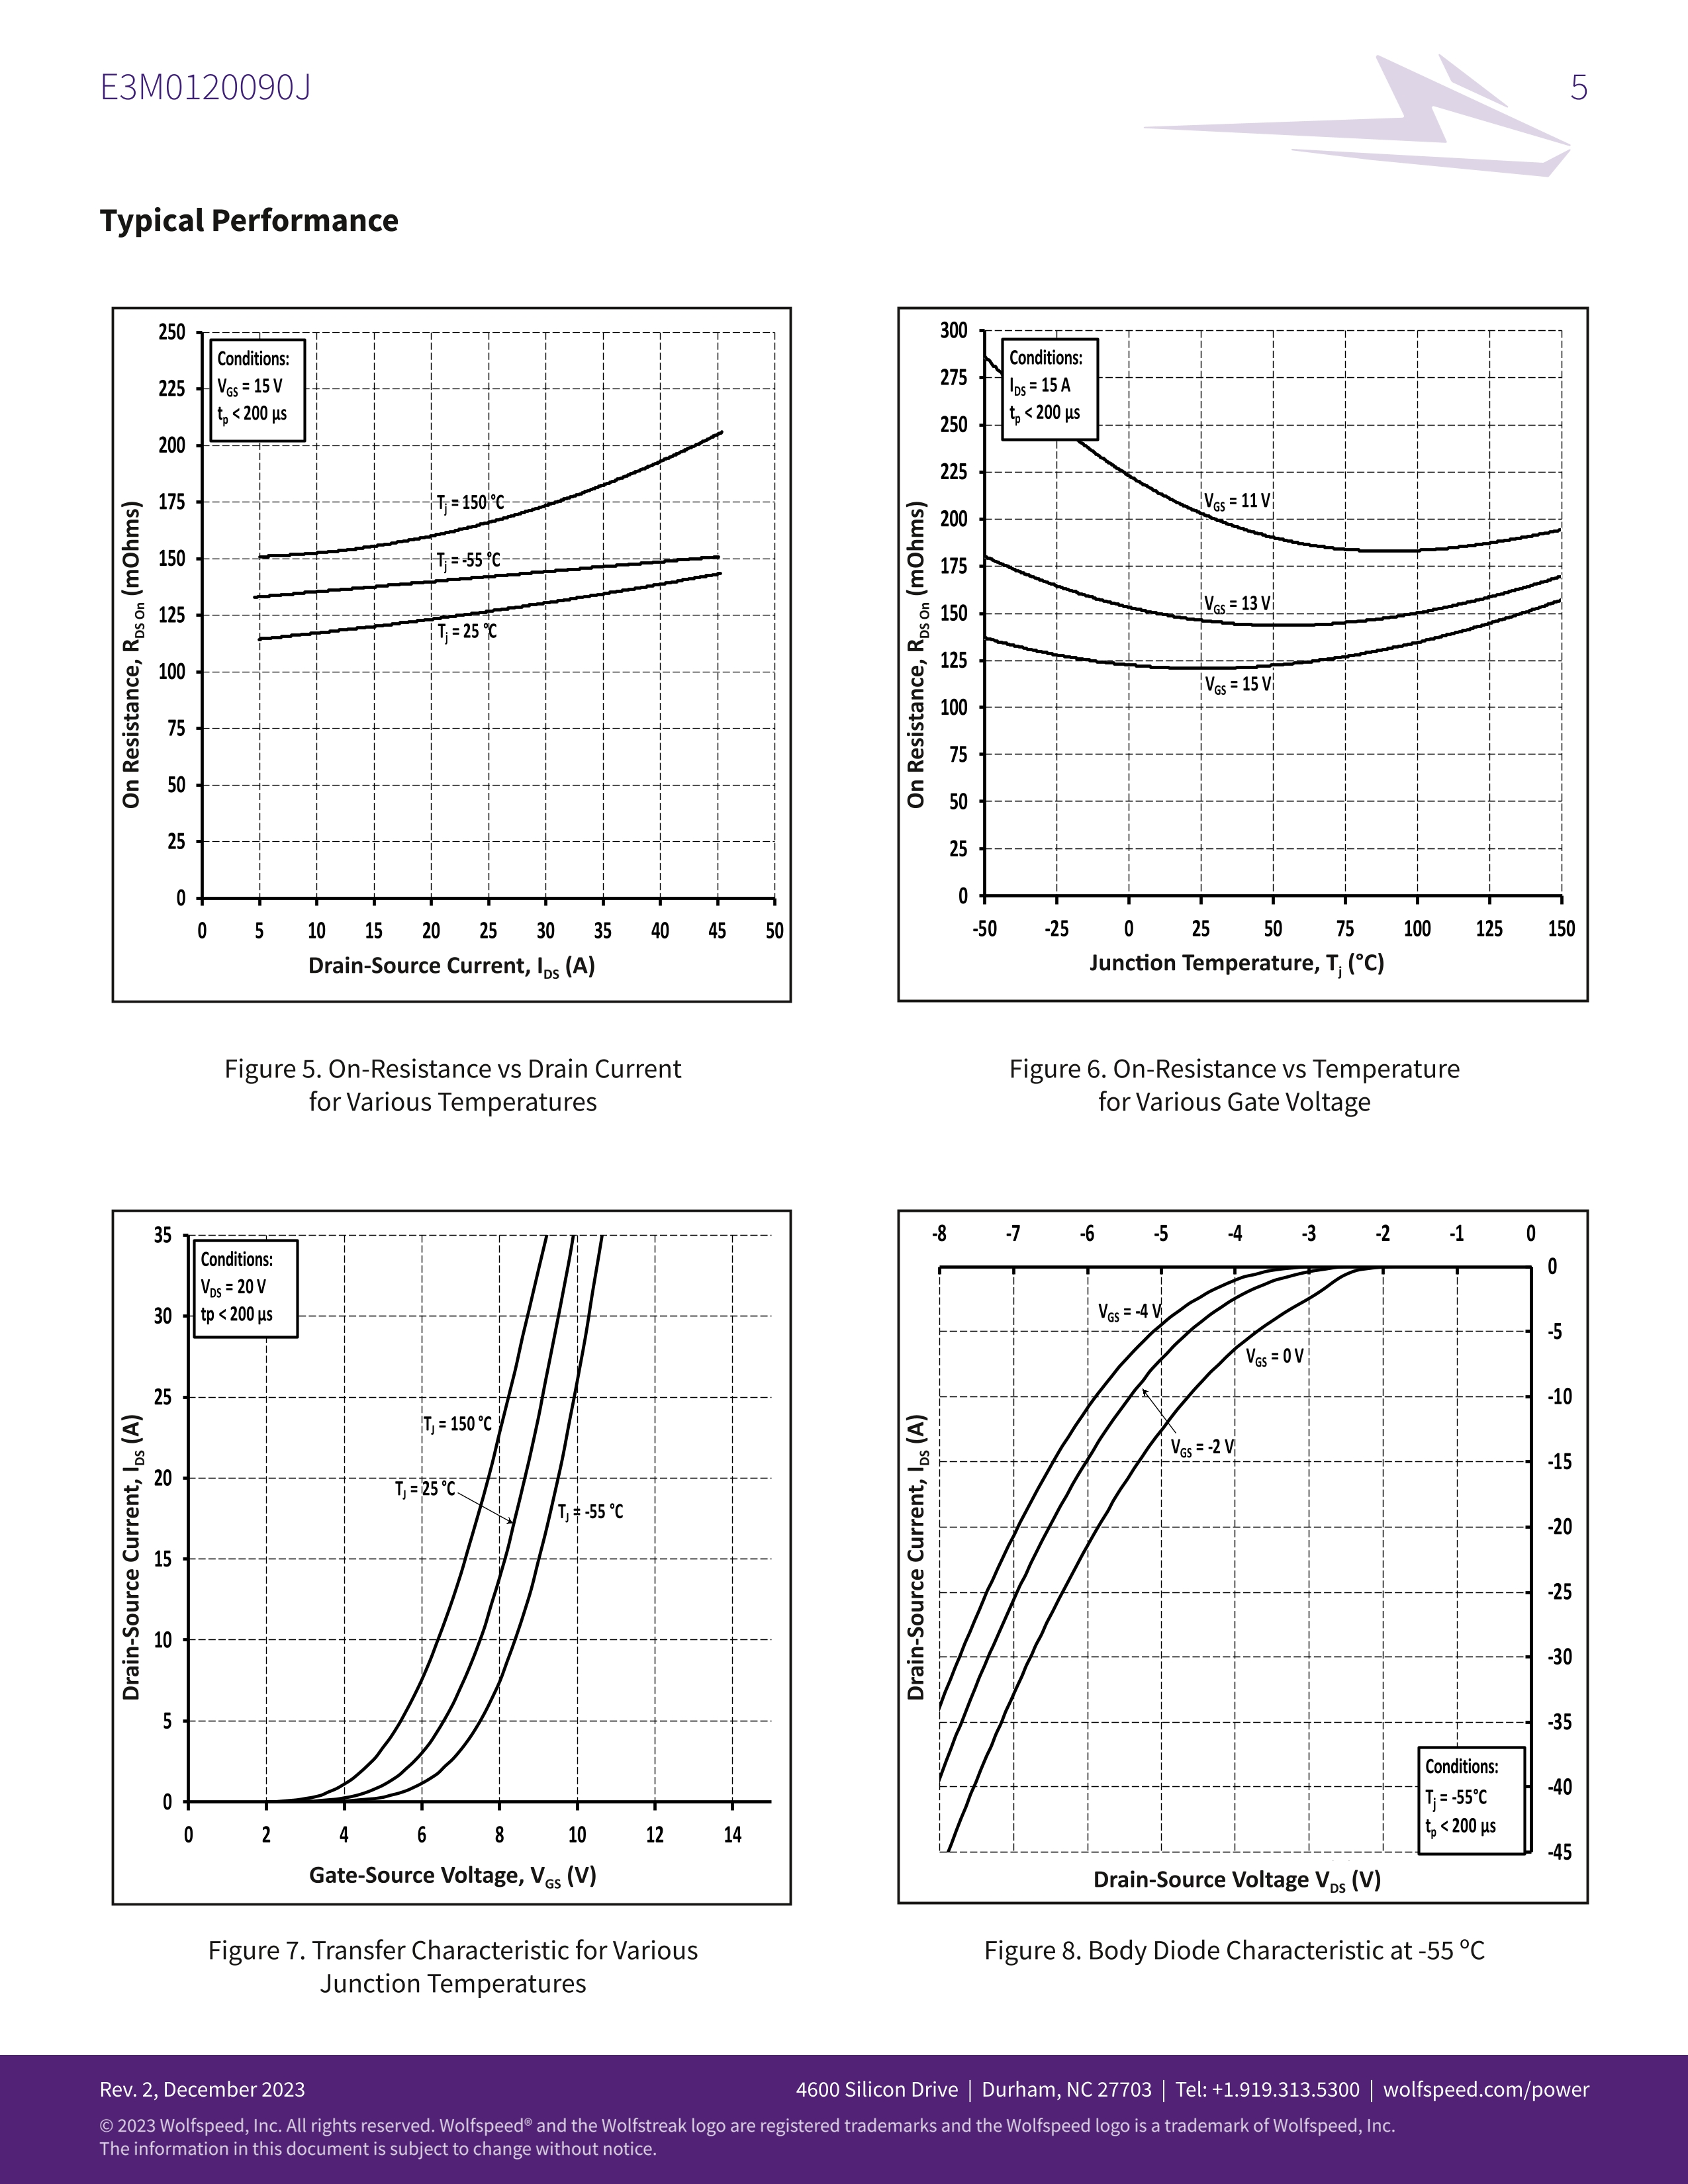 E3M0120090J
5
Typical Performance
250
225
200
175
150
125
100
75
50
25
0
0 5 10 15 20 25 30 35 40 45 50
Conditions:
VGS = 15 V
tp < 200 µs
Tj = 150 °C
Tj = -55 °C
Tj = 25 °C
On Resistance, RDS On (mOhms)
Drain-Source Current, IDS (A)
300
275
250
225
200
175
150
125
100
75
50
25
0
-50 -25 0 25 50 75 100 125 150
Conditions:
IDS = 15 A
tp < 200 µs
VGS = 11 V
VGS = 13 V
VGS = 15 V
On Resistance, RDS On (mOhms)
Junction Temperature, Tj (°C)
Figure 5. On-Resistance vs Drain Current
for Various Temperatures
Figure 6. On-Resistance vs Temperature
for Various Gate Voltage
35
30
25
20
15
10
5
0
0 2 4 6 8 10 12 14
Conditions:
VDS = 20 V
tp < 200 µs
TJ = 150 °C
TJ = 25 °C
TJ = -55 °C
Drain-Source Current, IDS (A)
Gate-Source Voltage, VGS (V)
-8 -7 -6 -5 -4 -3 -2 -1 0
0
-5
-10
-15
-20
-25
-30
-35
-40
-45
VGS = -4 V
VGS = 0 V
VGS = -2 V
Conditions:
Tj = -55°C
tp < 200 µs
Drain-Source Current, IDS (A)
Drain-Source Voltage VDS (V)
Figure 7. Transfer Characteristic for Various
Junction Temperatures
Figure 8. Body Diode Characteristic at -55 ºC
Rev. 2, December 2023
4600 Silicon Drive | Durham, NC 27703 | Tel: +1.919.313.5300 | wolfspeed.com/power
© 2023 Wolfspeed, Inc. All rights reserved. Wolfspeed® and the Wolfstreak logo are registered trademarks and the Wolfspeed logo is a trademark of Wolfspeed, Inc.
The information in this document is subject to change without notice.